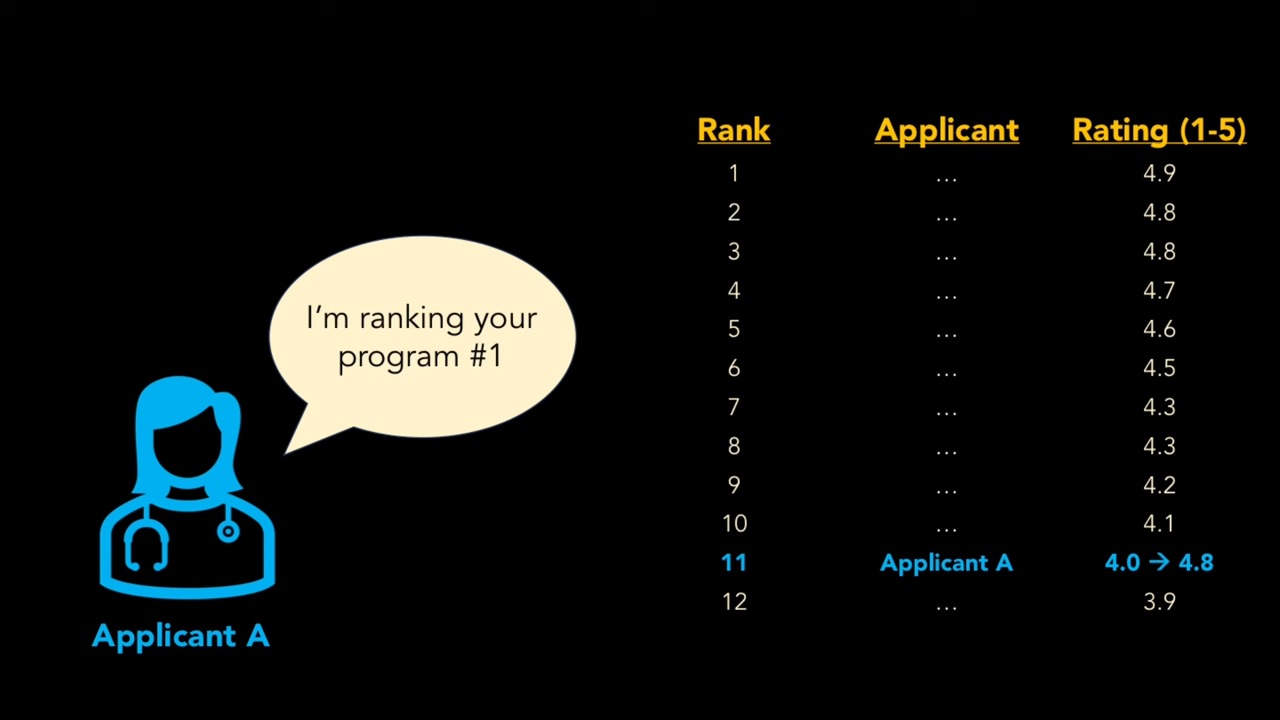 I'm ranking your
program #1
Applicant A
Rank Applicant Rating (1-5)
1 ... 4.9
2 ... 4.8
3 ... 4.8
4 ... 4.7
5 ... 4.6
6 ... 4.5
7 ... 4.3
8 ... 4.3
9 ... 4.2
10 ... 4.1
11 Applicant A 4.0 → 4.8
12 ... 3.9